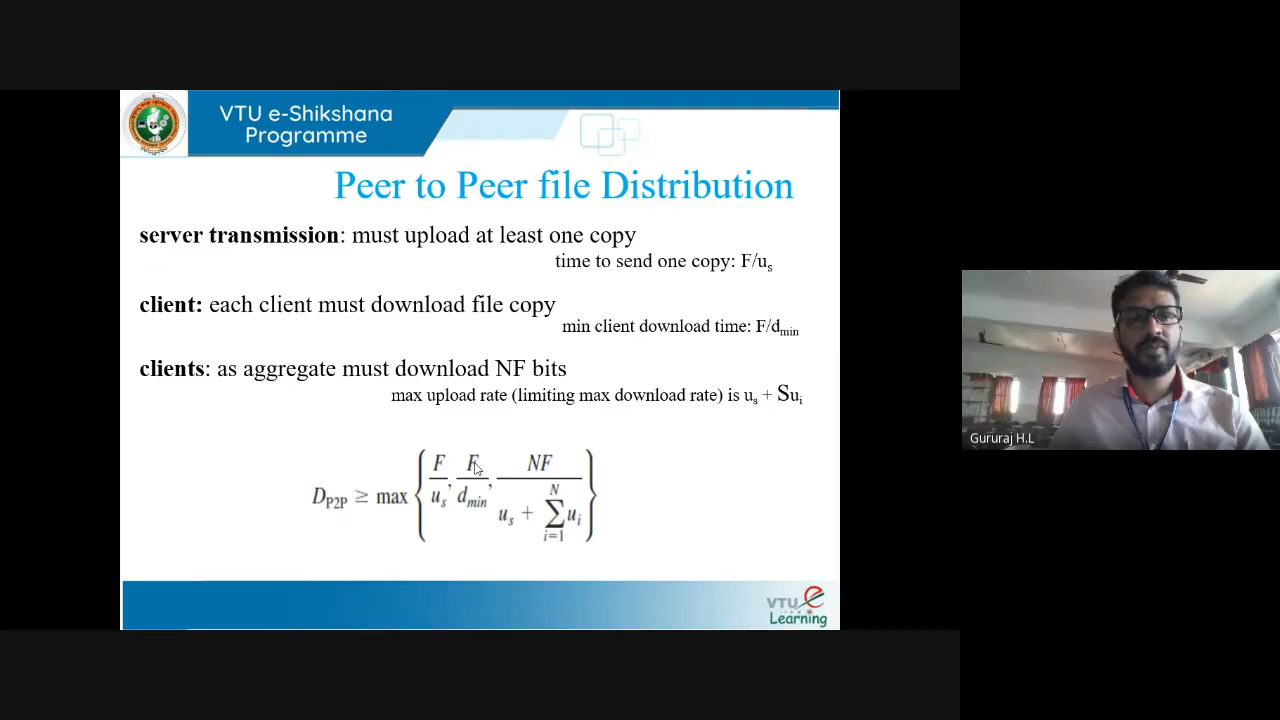 VTU e-Shikshana
Programme
Peer to Peer file Distribution
server transmission: must upload at least one copy
time to send one copy: F/us
client: each client must download file copy
min client download time: F/dmin
clients: as aggregate must download NF bits
max upload rate (limiting max download rate) is us + Sui
DP2P ≥ max { F/us, F/dmin, NF/(us + ∑i=1N ui) }
Gururaj H.L
VTU e
Learning